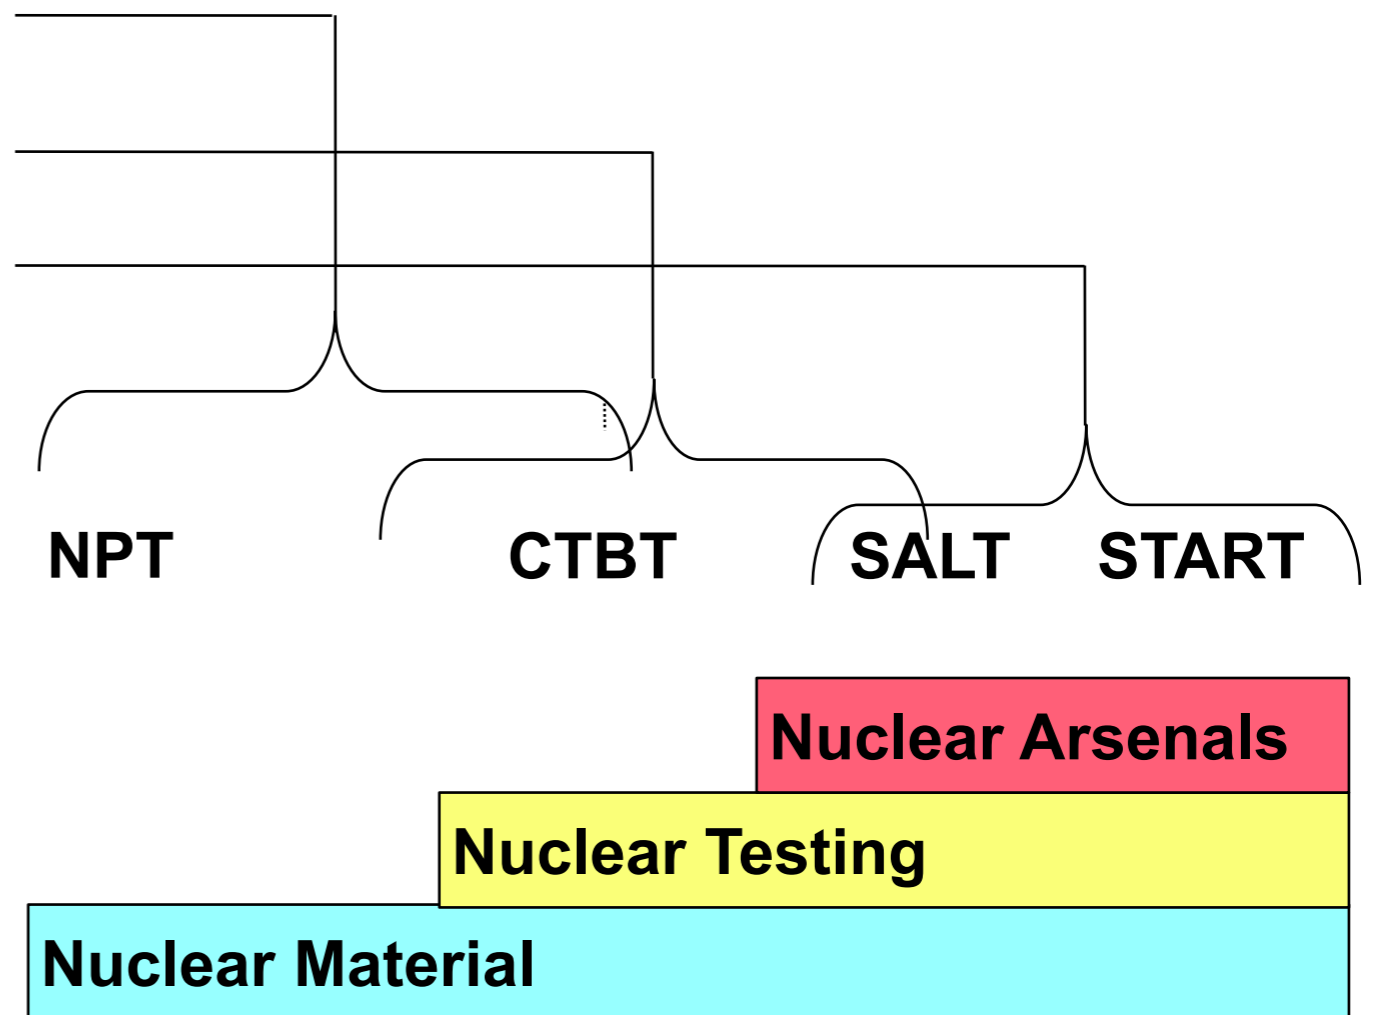 NPT CTBT SALT START
Nuclear Arsenals
Nuclear Testing
Nuclear Material